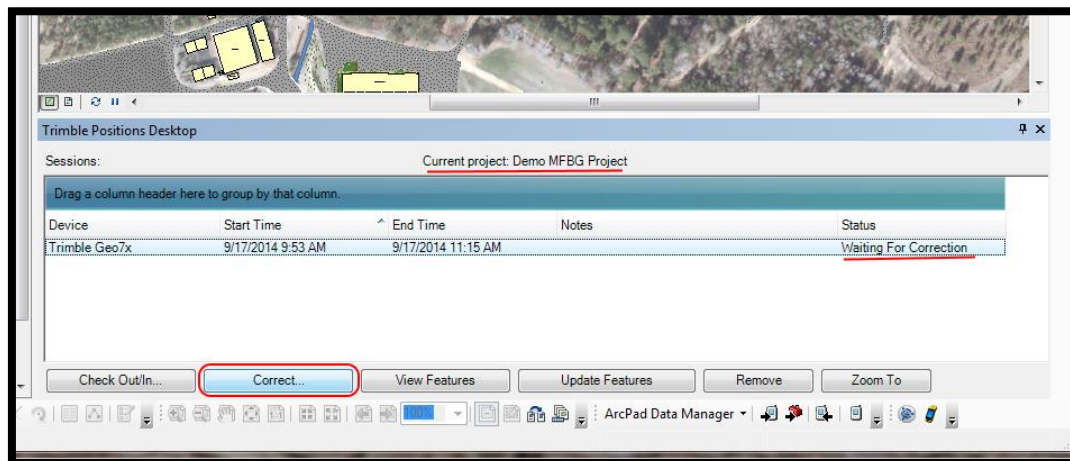 Trimble Positions Desktop
Sessions: Current project: Demo MFBG Project
Drag a column header here to group by that column.
Device Start Time End Time Notes Status
Trimble Geo7x 9/17/2014 9:53 AM 9/17/2014 11:15 AM Waiting For Correction
Check Out/In... Correct... View Features Update Features Remove Zoom To
100% ArcPad Data Manager